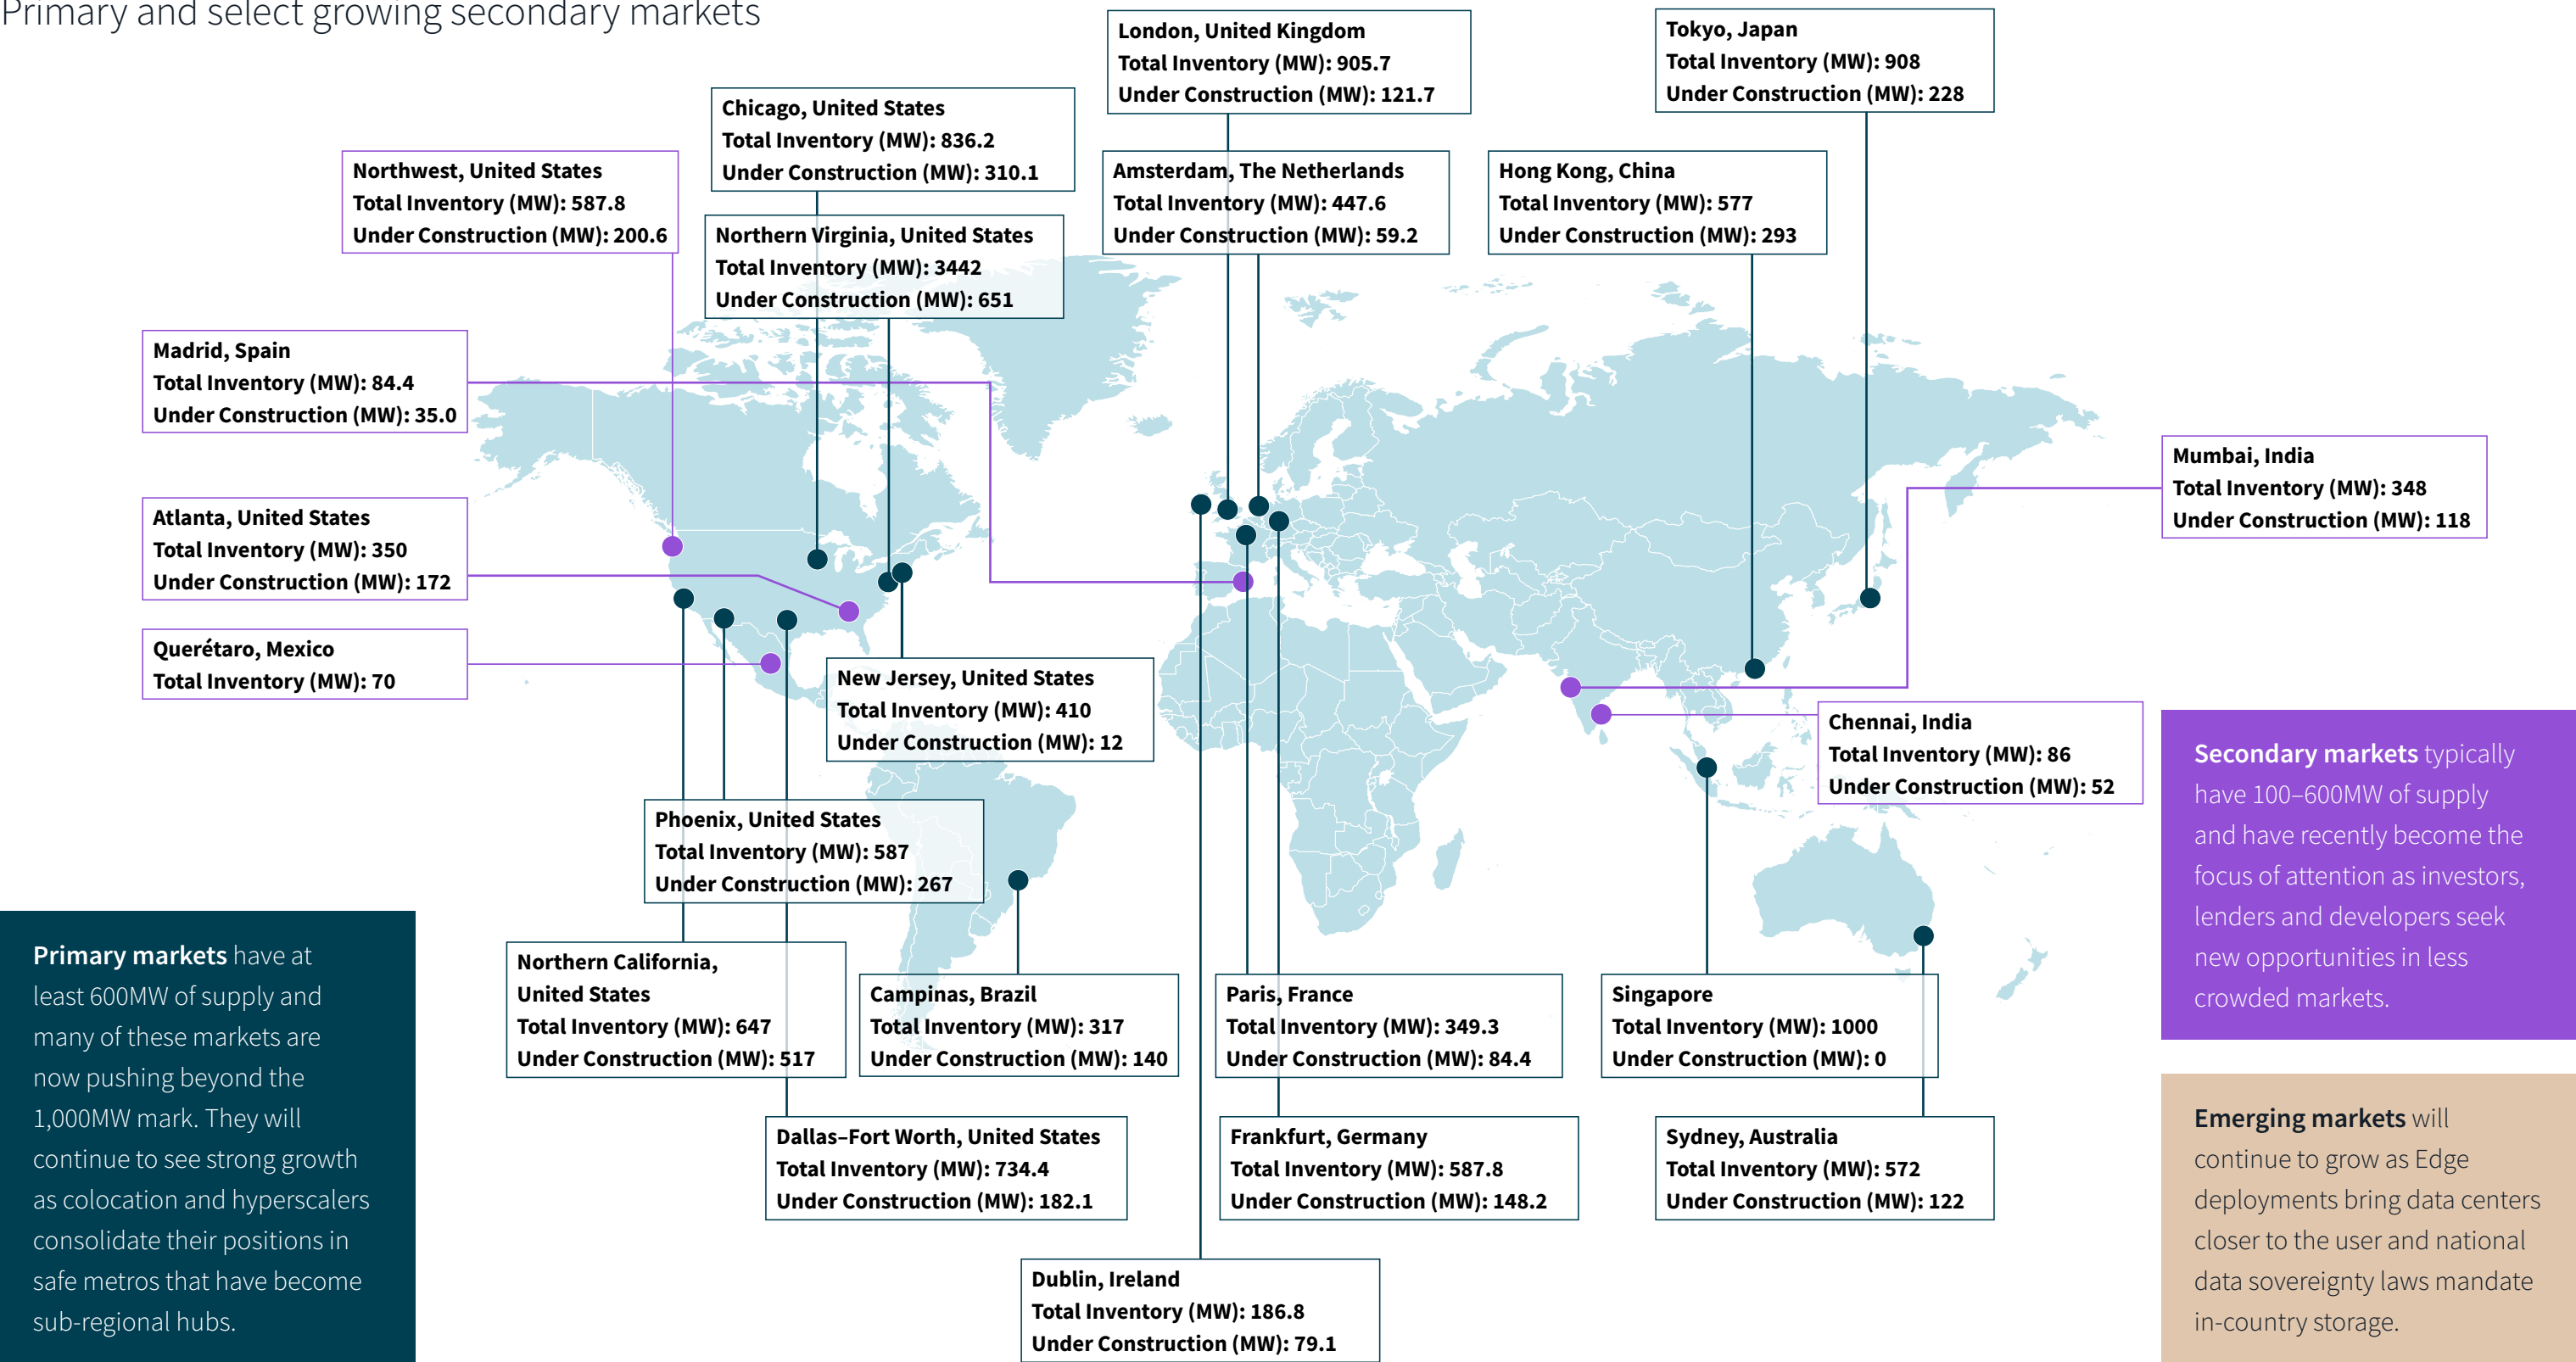 Primary and select growing secondary markets
London, United Kingdom
Total Inventory (MW): 905.7
Under Construction (MW): 121.7
Tokyo, Japan
Total Inventory (MW): 908
Under Construction (MW): 228
Chicago, United States
Total Inventory (MW): 836.2
Under Construction (MW): 310.1
Northwest, United States
Total Inventory (MW): 587.8
Under Construction (MW): 200.6
Amsterdam, The Netherlands
Total Inventory (MW): 447.6
Under Construction (MW): 59.2
Hong Kong, China
Total Inventory (MW): 577
Under Construction (MW): 293
Northern Virginia, United States
Total Inventory (MW): 3442
Under Construction (MW): 651
Madrid, Spain
Total Inventory (MW): 84.4
Under Construction (MW): 35.0
Mumbai, India
Total Inventory (MW): 348
Under Construction (MW): 118
Atlanta, United States
Total Inventory (MW): 350
Under Construction (MW): 172
Querétaro, Mexico
Total Inventory (MW): 70
New Jersey, United States
Total Inventory (MW): 410
Under Construction (MW): 12
Chennai, India
Total Inventory (MW): 86
Under Construction (MW): 52
Phoenix, United States
Total Inventory (MW): 587
Under Construction (MW): 267
Northern California,
United States
Total Inventory (MW): 647
Under Construction (MW): 517
Campinas, Brazil
Total Inventory (MW): 317
Under Construction (MW): 140
Paris, France
Total Inventory (MW): 349.3
Under Construction (MW): 84.4
Singapore
Total Inventory (MW): 1000
Under Construction (MW): 0
Dallas–Fort Worth, United States
Total Inventory (MW): 734.4
Under Construction (MW): 182.1
Frankfurt, Germany
Total Inventory (MW): 587.8
Under Construction (MW): 148.2
Sydney, Australia
Total Inventory (MW): 572
Under Construction (MW): 122
Dublin, Ireland
Total Inventory (MW): 186.8
Under Construction (MW): 79.1
Primary markets have at
least 600MW of supply and
many of these markets are
now pushing beyond the
1,000MW mark. They will
continue to see strong growth
as colocation and hyperscalers
consolidate their positions in
safe metros that have become
sub-regional hubs.
Secondary markets typically
have 100–600MW of supply
and have recently become the
focus of attention as investors,
lenders and developers seek
new opportunities in less
crowded markets.
Emerging markets will
continue to grow as Edge
deployments bring data centers
closer to the user and national
data sovereignty laws mandate
in-country storage.